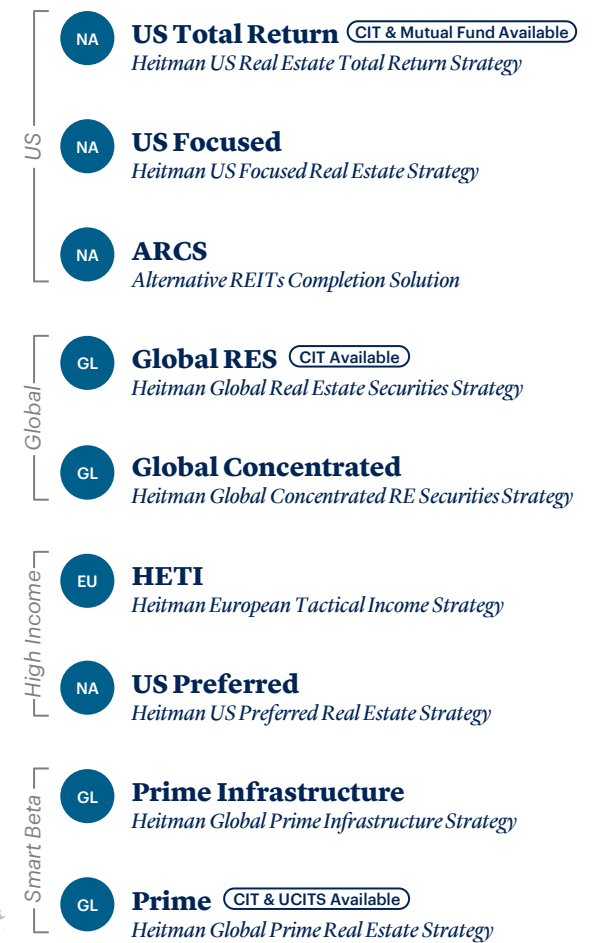 US
NA
US Total Return CIT & Mutual Fund Available
Heitman US Real Estate Total Return Strategy
NA
US Focused
Heitman US Focused Real Estate Strategy
NA
ARCS
Alternative REITs Completion Solution
Global
GL
Global RES CIT Available
Heitman Global Real Estate Securities Strategy
GL
Global Concentrated
Heitman Global Concentrated RE Securities Strategy
High Income
EU
HETI
Heitman European Tactical Income Strategy
NA
US Preferred
Heitman US Preferred Real Estate Strategy
Smart Beta
GL
Prime Infrastructure
Heitman Global Prime Infrastructure Strategy
GL
Prime CIT & UCITS Available
Heitman Global Prime Real Estate Strategy